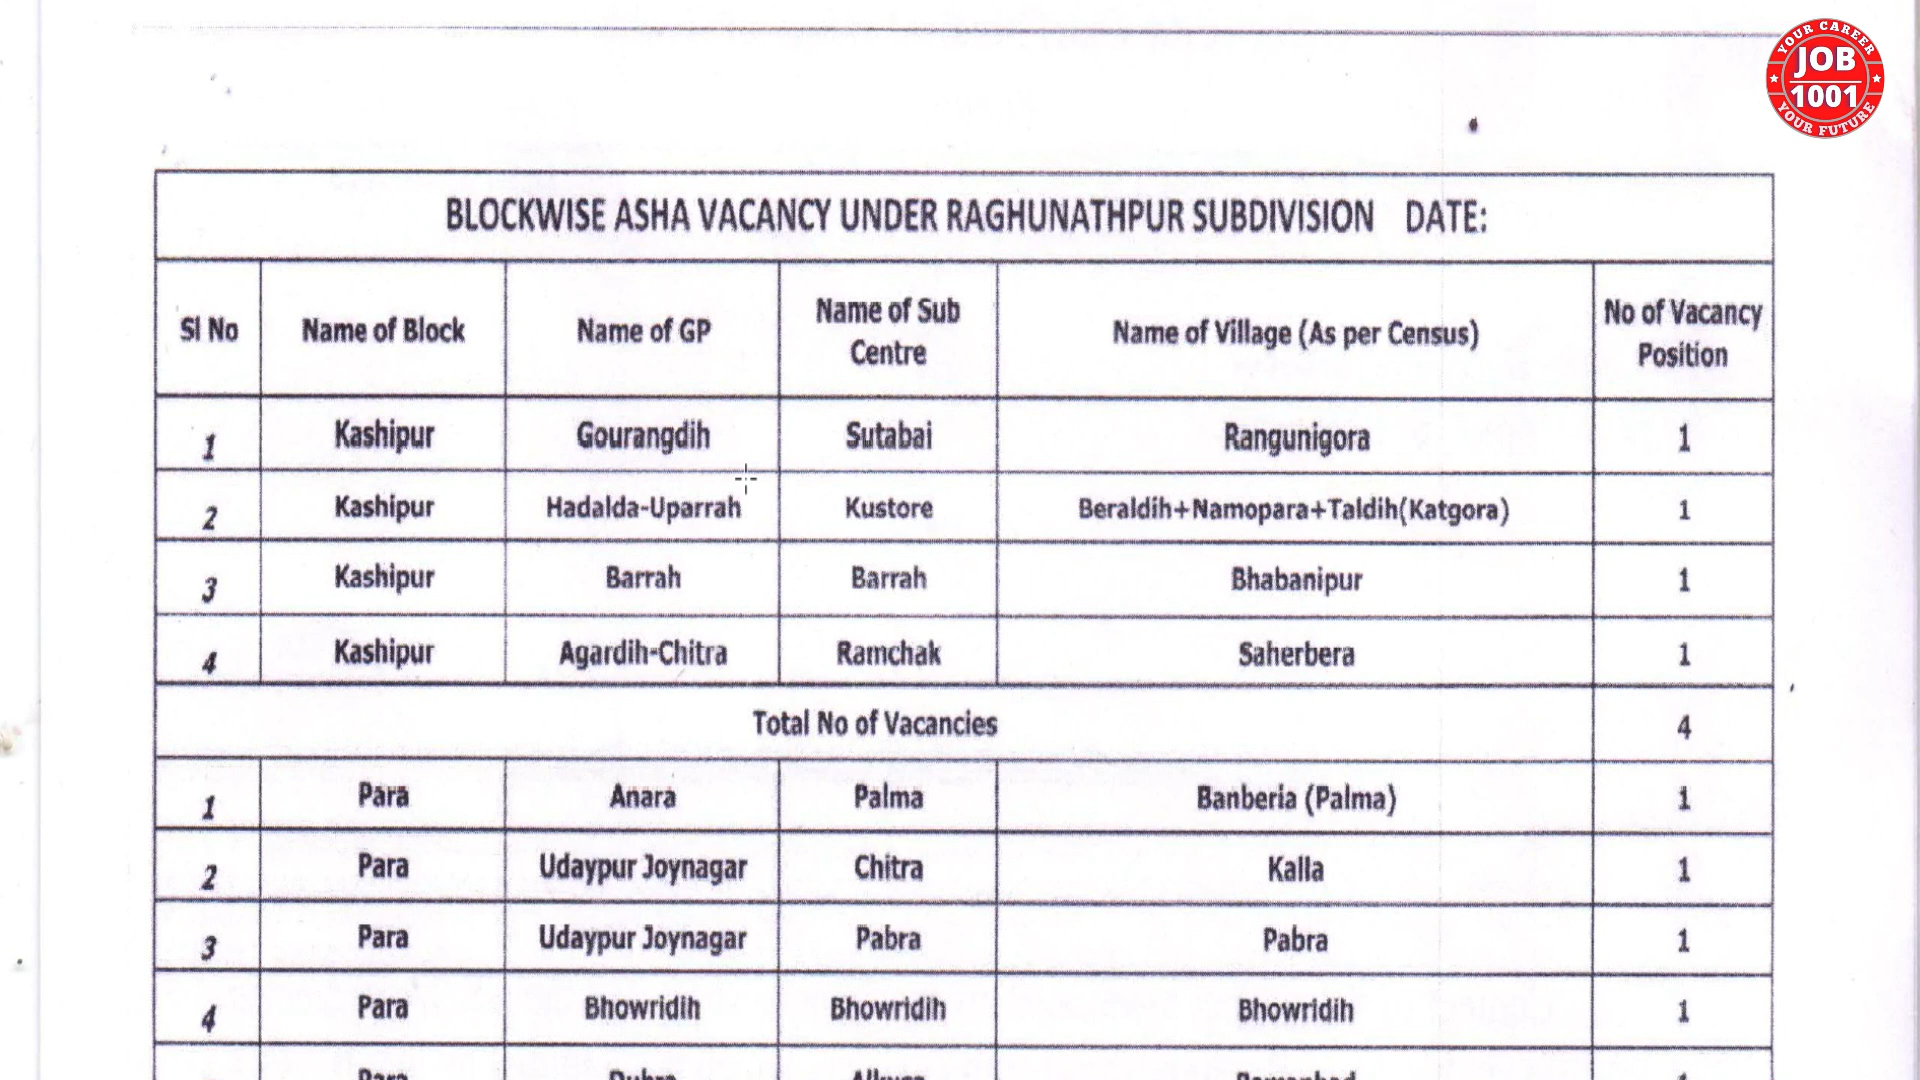 YOUR CAREER
JOB
1001
YOUR FUTURE
BLOCKWISE ASHA VACANCY UNDER RAGHUNATHPUR SUBDIVISION DATE:
Sl No Name of Block Name of GP Name of Sub Centre Name of Village (As per Census) No of Vacancy Position
1 Kashipur Gourangdih Sutabai Rangunigora 1
2 Kashipur Hadalda-Uparrah Kustore Beraldih+Namopara+Taldih(Katgora) 1
3 Kashipur Barrah Barrah Bhabanipur 1
4 Kashipur Agardih-Chitra Ramchak Saherbera 1
Total No of Vacancies 4
1 Para Anara Palma Banberia (Palma) 1
2 Para Udaypur Joynagar Chitra Kalla 1
3 Para Udaypur Joynagar Pabra Pabra 1
4 Para Bhowridih Bhowridih Bhowridih 1
Para